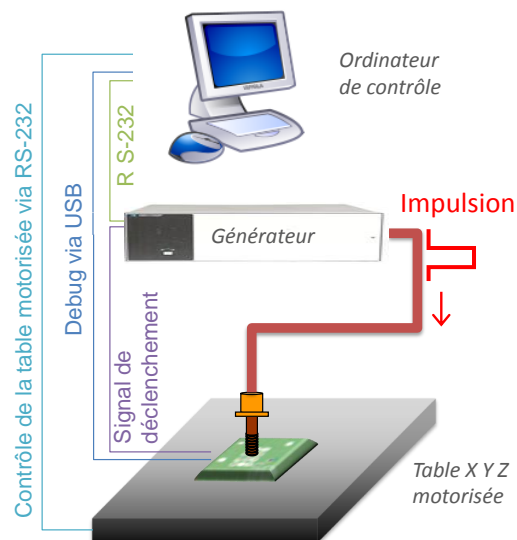 Ordinateur
de contrôle
Contrôle de la table motorisée via RS-232
Debug via USB
R S-232
Impulsion
Générateur
Signal de
déclenchement
Table X Y Z
motorisée